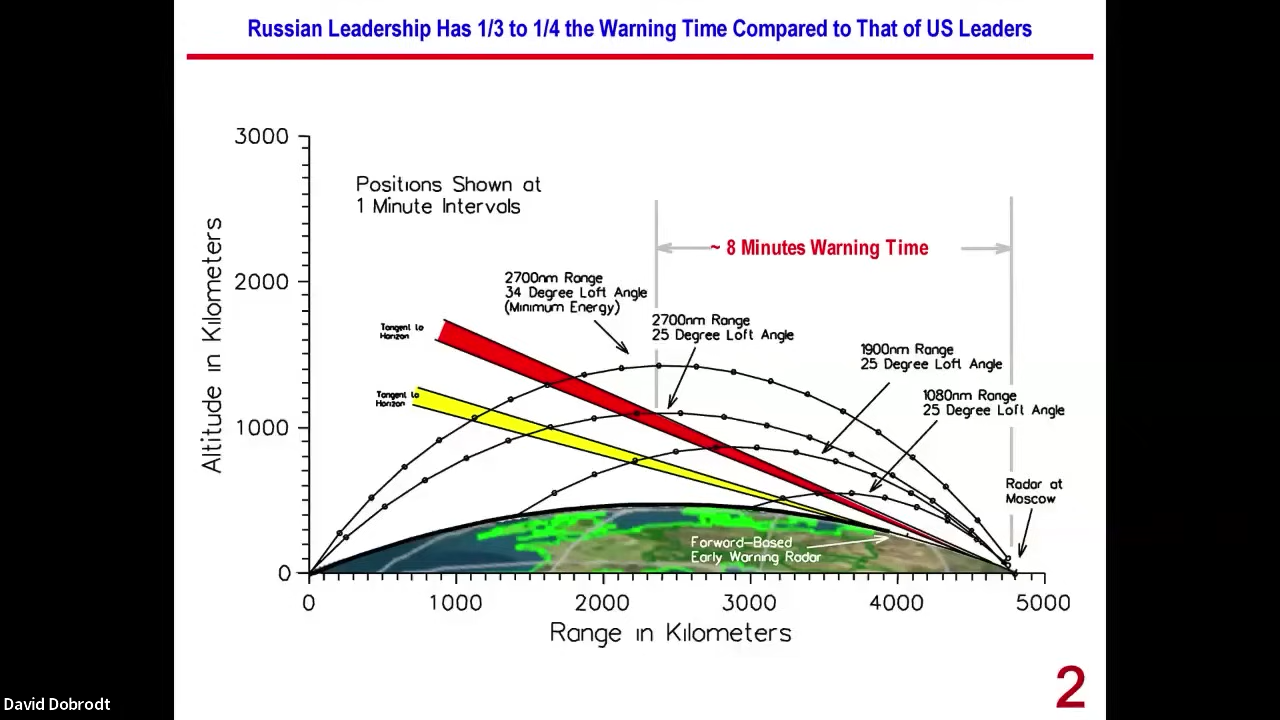 Russian Leadership Has 1/3 to 1/4 the Warning Time Compared to That of US Leaders
3000
2000
1000
0
Altitude in Kilometers
Positions Shown at
1 Minute Intervals
~ 8 Minutes Warning Time
2700nm Range
34 Degree Loft Angle
(Minimum Energy)
2700nm Range
25 Degree Loft Angle
1900nm Range
25 Degree Loft Angle
1080nm Range
25 Degree Loft Angle
Tangent to
Horizon
Tangent to
Horizon
Radar at
Moscow
Forward-Based
Early Warning Radar
0
1000
2000
3000
4000
5000
Range in Kilometers
2
David Dobrodt